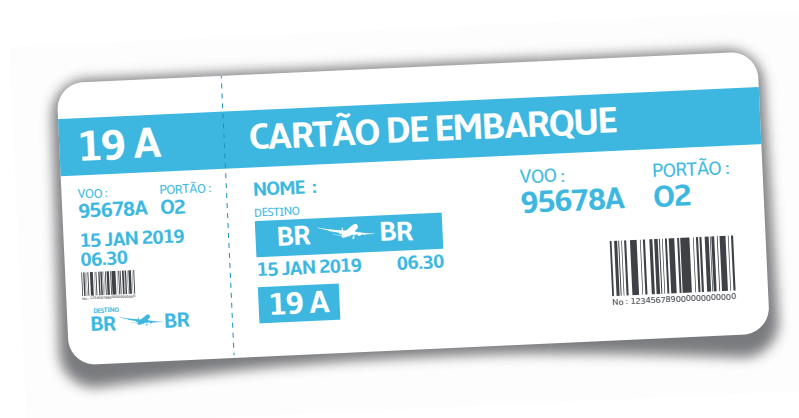 19 A
VOO : PORTÃO :
95678A O2
15 JAN 2019
06.30
DESTINO
BR BR
CARTÃO DE EMBARQUE
NOME :
DESTINO
BR BR
15 JAN 2019 06.30
19 A
VOO : PORTÃO :
95678A O2
No : 12345678900000000000000